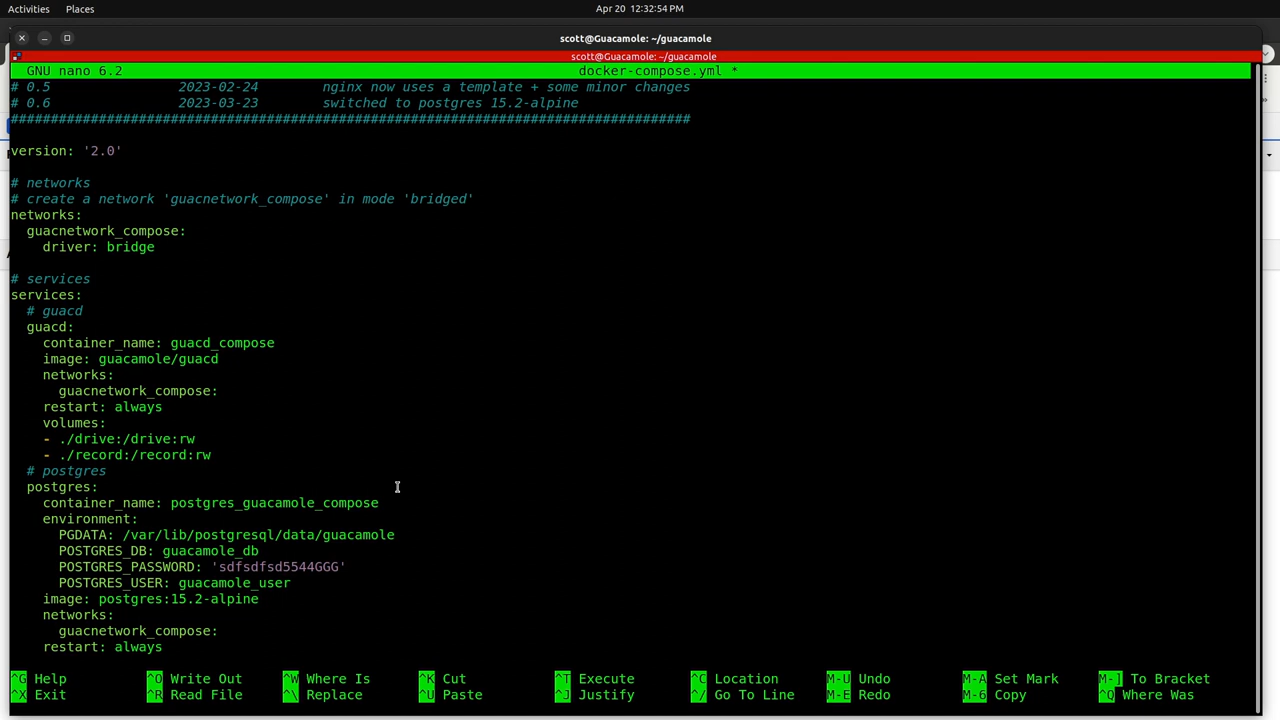 Activities Places Apr 20 12:32:54 PM
scott@Guacamole: ~/guacamole
scott@Guacamole: ~/guacamole
GNU nano 6.2 docker-compose.yml *
# 0.5 2023-02-24 nginx now uses a template + some minor changes
# 0.6 2023-03-23 switched to postgres 15.2-alpine
#####################################################################################
version: '2.0'
# networks
# create a network 'guacnetwork_compose' in mode 'bridged'
networks:
  guacnetwork_compose:
    driver: bridge
# services
services:
  # guacd
  guacd:
    container_name: guacd_compose
    image: guacamole/guacd
    networks:
      guacnetwork_compose:
    restart: always
    volumes:
    - ./drive:/drive:rw
    - ./record:/record:rw
  # postgres
  postgres:
    container_name: postgres_guacamole_compose
    environment:
      PGDATA: /var/lib/postgresql/data/guacamole
      POSTGRES_DB: guacamole_db
      POSTGRES_PASSWORD: 'sdfsdfsd5544GGG'
      POSTGRES_USER: guacamole_user
    image: postgres:15.2-alpine
    networks:
      guacnetwork_compose:
    restart: always
^G Help ^O Write Out ^W Where Is ^K Cut ^T Execute ^C Location M-U Undo M-A Set Mark M-] To Bracket
^X Exit ^R Read File ^\ Replace ^U Paste ^J Justify ^/ Go To Line M-E Redo M-6 Copy ^Q Where Was